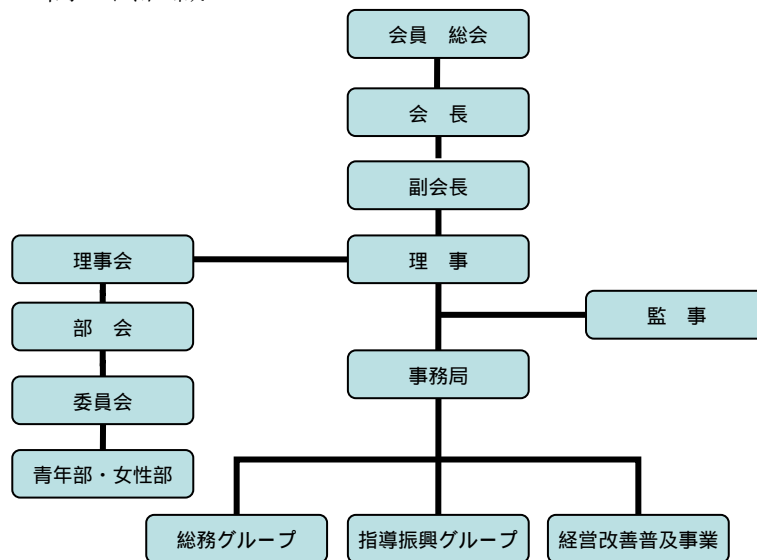 会員　総会
会　長
副会長
理事会
理　事
部　会
監　事
事務局
委員会
青年部・女性部
総務グループ
指導振興グループ
経営改善普及事業